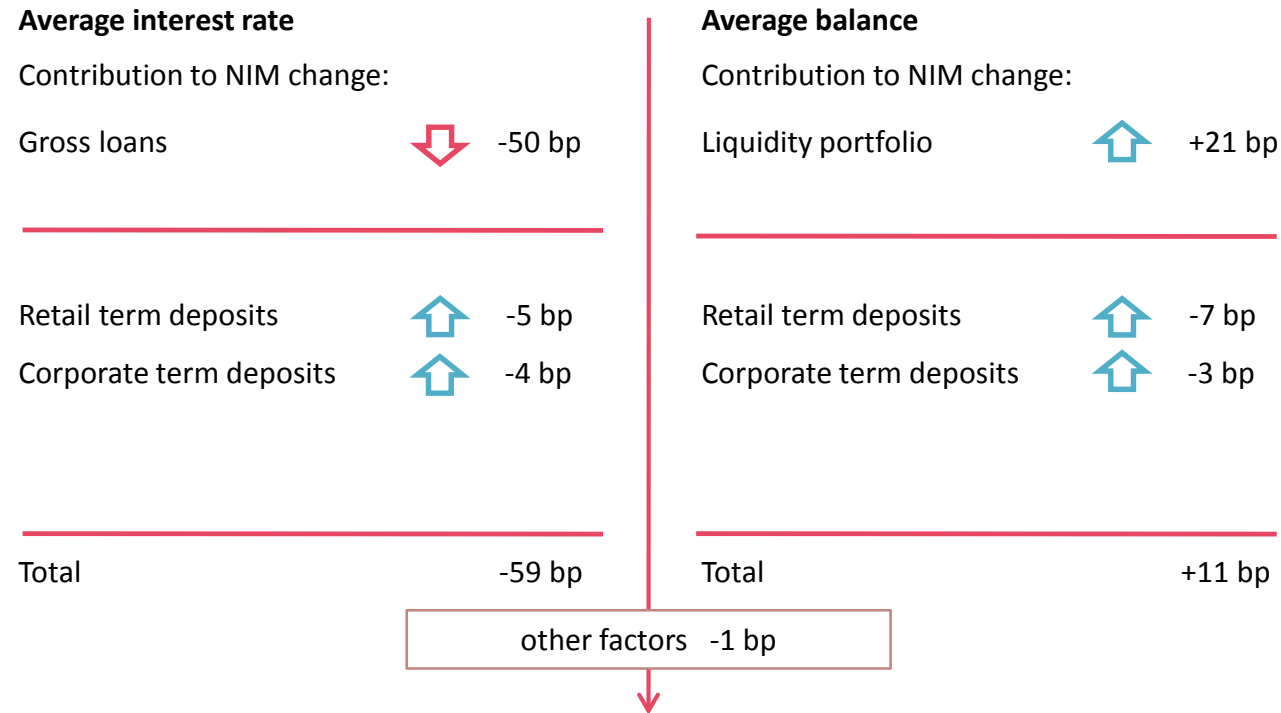 Average interest rate
Contribution to NIM change:
Gross loans -50 bp
Retail term deposits -5 bp
Corporate term deposits -4 bp
Total -59 bp
Average balance
Contribution to NIM change:
Liquidity portfolio +21 bp
Retail term deposits -7 bp
Corporate term deposits -3 bp
Total +11 bp
other factors -1 bp